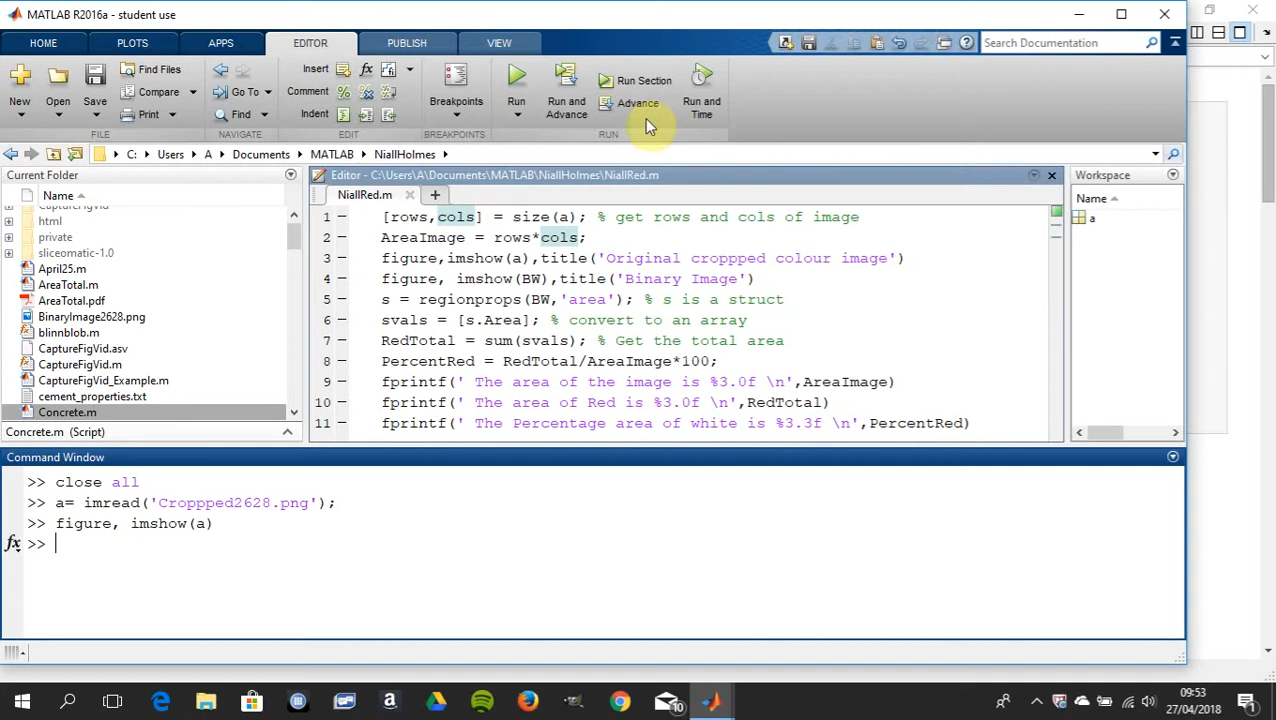 MATLAB R2016a - student use
HOME PLOTS APPS EDITOR PUBLISH VIEW
Search Documentation
New Open Save Find Files Compare Print
Go To Find
Insert Comment Indent
Breakpoints
Run Run and Advance Run Section Advance Run and Time
FILE NAVIGATE EDIT BREAKPOINTS RUN
C: Users A Documents MATLAB NiallHolmes
Current Folder
Name
html
private
sliceomatic-1.0
April25.m
AreaTotal.m
AreaTotal.pdf
BinaryImage2628.png
blinnblob.m
CaptureFigVid.asv
CaptureFigVid.m
CaptureFigVid_Example.m
cement_properties.txt
Concrete.m
Concrete.m (Script)
Editor - C:\Users\A\Documents\MATLAB\NiallHolmes\NiallRed.m
NiallRed.m
1 [rows,cols] = size(a); % get rows and cols of image
2 AreaImage = rows*cols;
3 figure,imshow(a),title('Original croppped colour image')
4 figure, imshow(BW),title('Binary Image')
5 s = regionprops(BW,'area'); % s is a struct
6 svals = [s.Area]; % convert to an array
7 RedTotal = sum(svals); % Get the total area
8 PercentRed = RedTotal/AreaImage*100;
9 fprintf(' The area of the image is %3.0f \n',AreaImage)
10 fprintf(' The area of Red is %3.0f \n',RedTotal)
11 fprintf(' The Percentage area of white is %3.3f \n',PercentRed)
Workspace
Name
a
Command Window
>> close all
>> a= imread('Croppped2628.png');
>> figure, imshow(a)
fx >>
10
09:53
27/04/2018
1